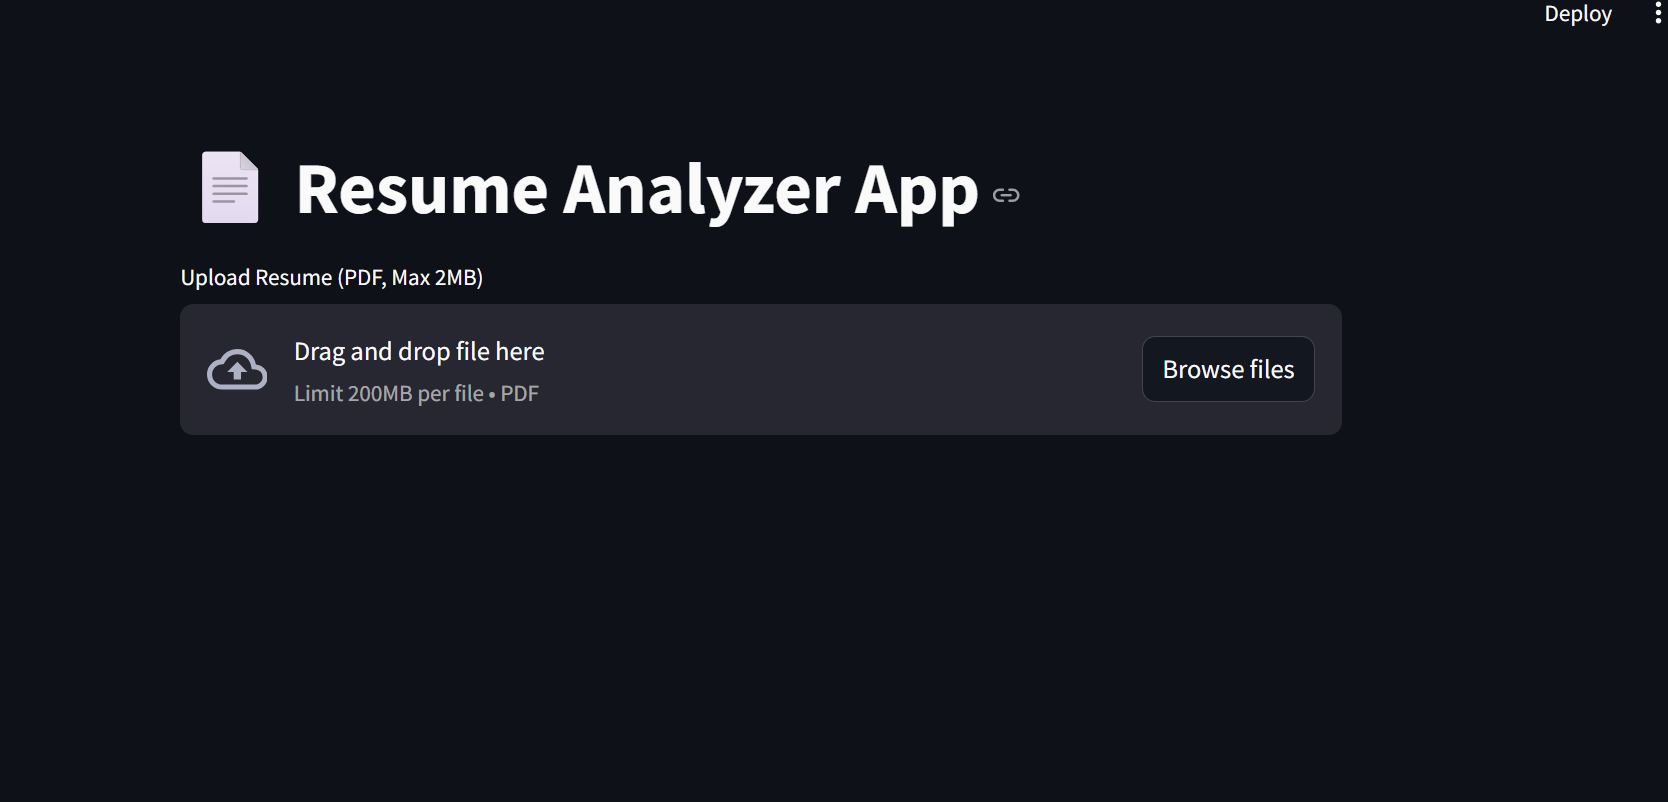 Deploy
Resume Analyzer App
Upload Resume (PDF, Max 2MB)
Drag and drop file here
Limit 200MB per file • PDF
Browse files